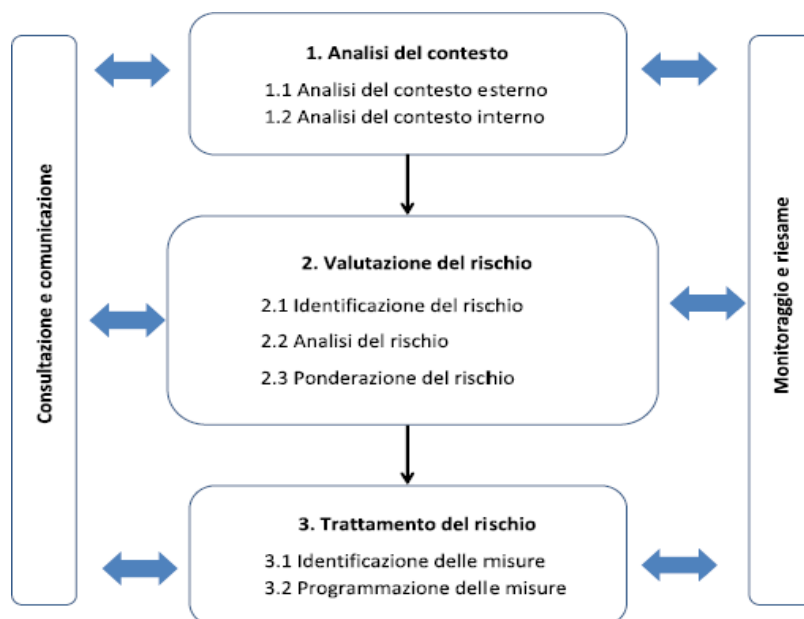 Consultazione e comunicazione
1. Analisi del contesto
1.1 Analisi del contesto esterno
1.2 Analisi del contesto interno
2. Valutazione del rischio
2.1 Identificazione del rischio
2.2 Analisi del rischio
2.3 Ponderazione del rischio
3. Trattamento del rischio
3.1 Identificazione delle misure
3.2 Programmazione delle misure
Monitoraggio e riesame